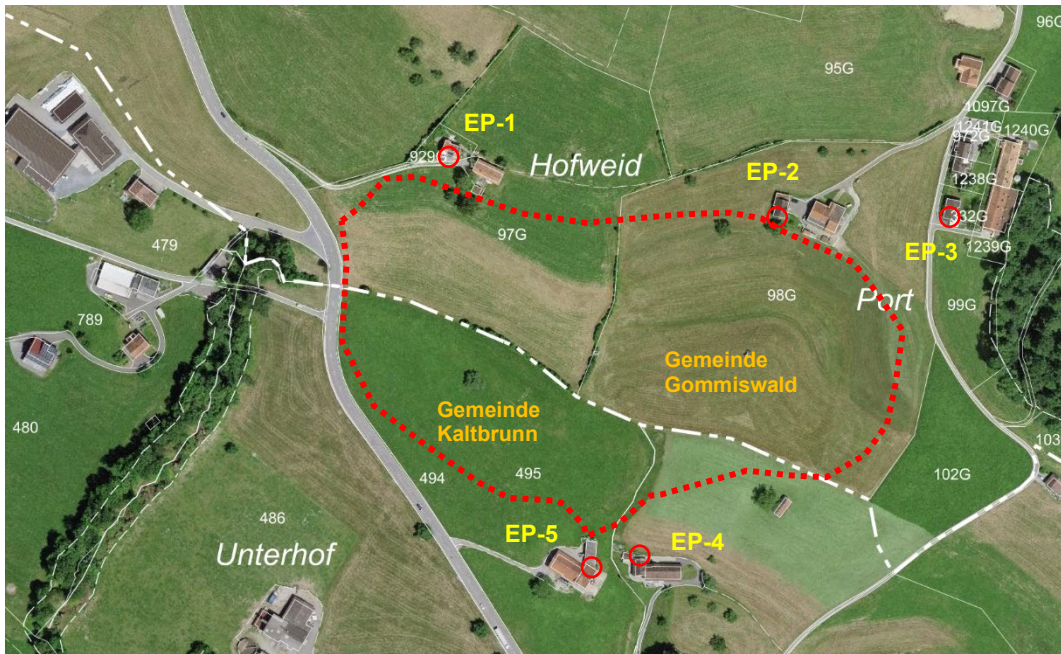 96G
95G
EP-1
929G
Hofweid
1097G
1241G
1240G
972G
1238G
EP-2
332G
97G
EP-3
1239G
479
98G
Port
99G
789
Gemeinde
Gommiswald
Gemeinde
Kaltbrunn
480
103
494
495
102G
486
EP-5
EP-4
Unterhof